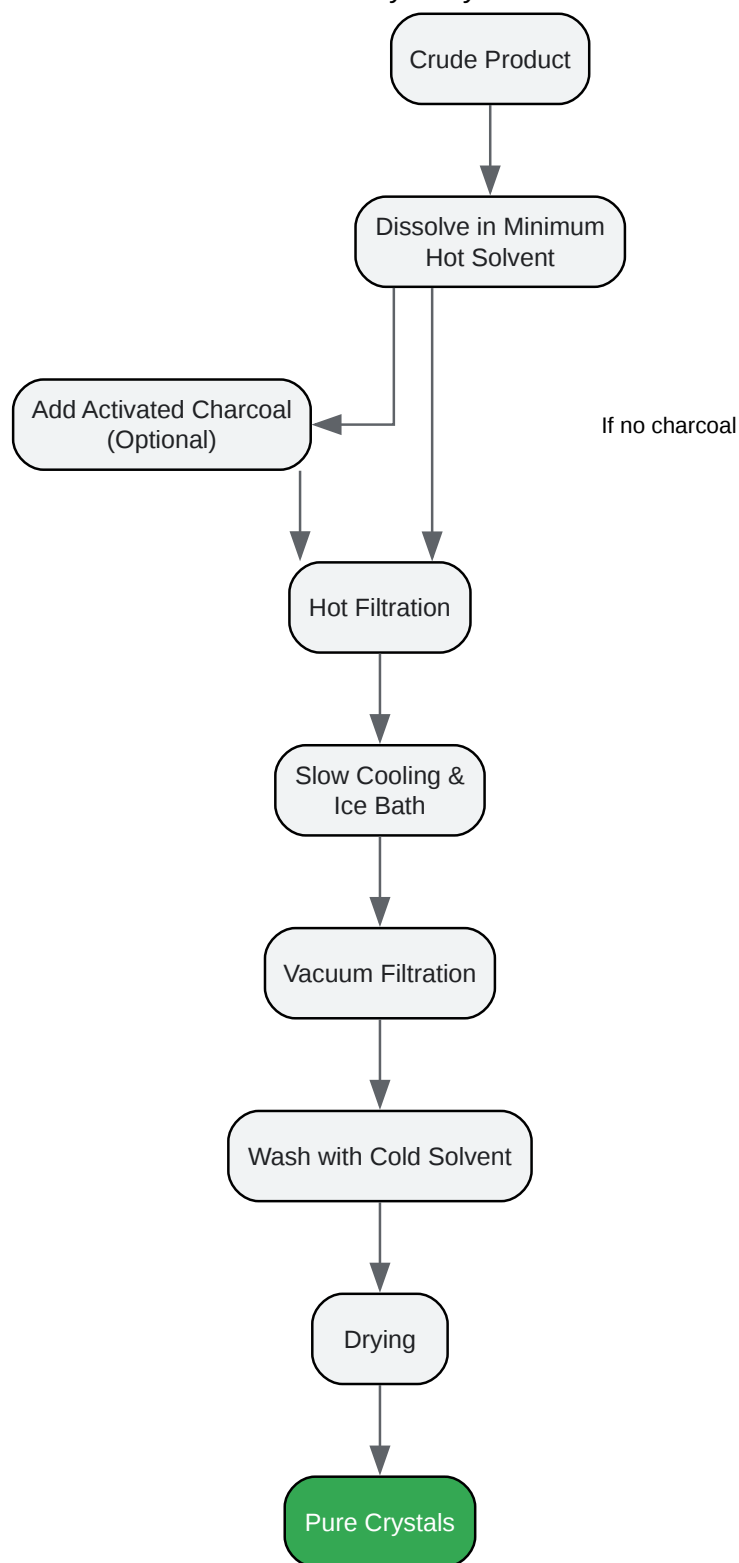 Crude Product
Dissolve in Minimum
Hot Solvent
Add Activated Charcoal
(Optional)
If no charcoal
Hot Filtration
Slow Cooling &
Ice Bath
Vacuum Filtration
Wash with Cold Solvent
Drying
Pure Crystals